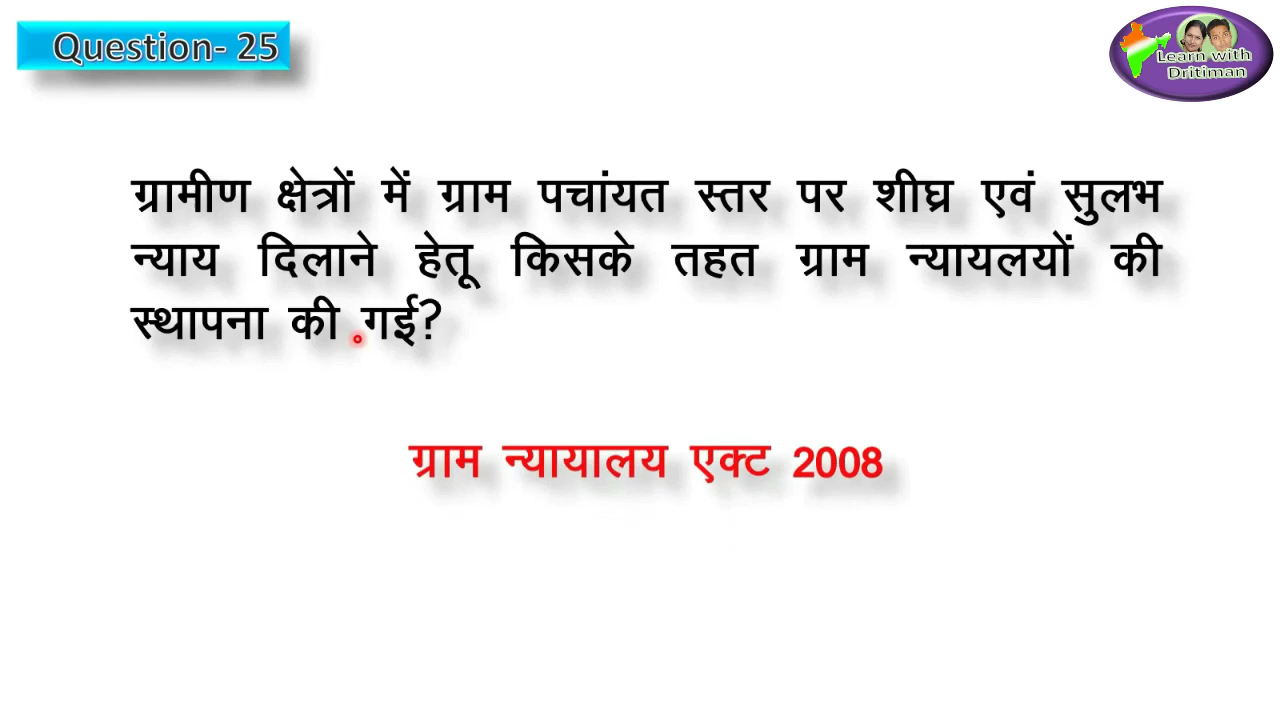 Question- 25
Learn with
Dritiman
ग्रामीण क्षेत्रों में ग्राम पचांयत स्तर पर शीघ्र एवं सुलभ
न्याय दिलाने हेतू किसके तहत ग्राम न्यायलयों की
स्थापना की गई?
ग्राम न्यायालय एक्ट 2008